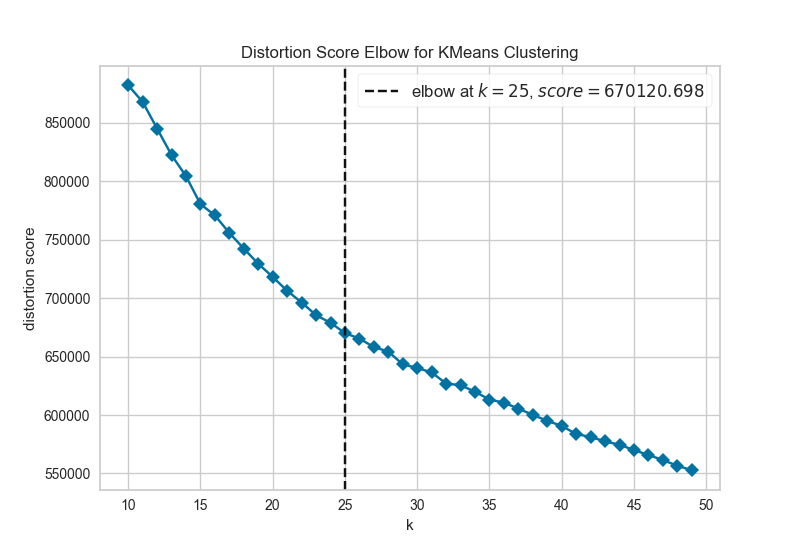 Distortion Score Elbow for KMeans Clustering
elbow at k = 25, score = 670120.698
850000
800000
750000
700000
650000
600000
550000
distortion score
10 15 20 25 30 35 40 45 50
k